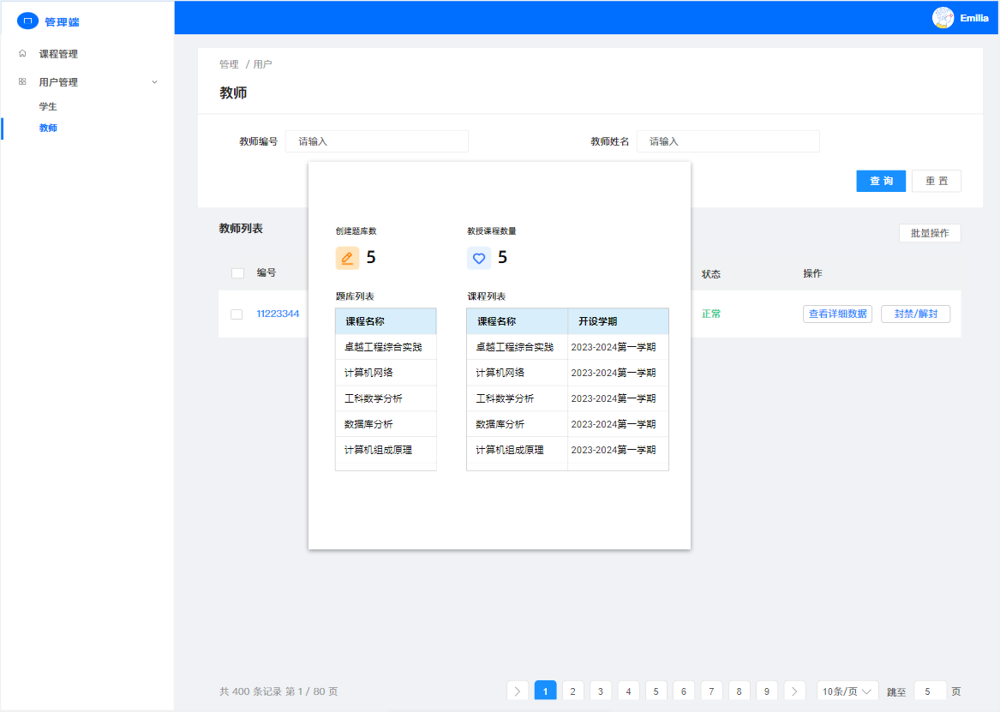 管理端
Emilia
课程管理
用户管理
学生
教师
管理 / 用户
教师
教师编号 请输入 教师姓名 请输入
查 询 重 置
教师列表 批量操作
编号 状态 操作
11223344 正常 查看详细数据 封禁/解封
创建题库数 教授课程数量
5 5
题库列表 课程列表
课程名称 课程名称 开设学期
卓越工程综合实践 卓越工程综合实践 2023-2024第一学期
计算机网络 计算机网络 2023-2024第一学期
工科数学分析 工科数学分析 2023-2024第一学期
数据库分析 数据库分析 2023-2024第一学期
计算机组成原理 计算机组成原理 2023-2024第一学期
共 400 条记录 第 1 / 80 页 1 2 3 4 5 6 7 8 9 10条/页 跳至 5 页